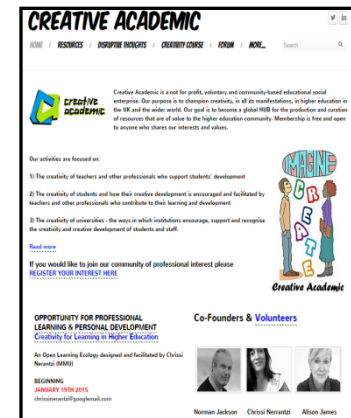 CREATIVE ACADEMIC
HOME / RESOURCES / DISRUPTIVE THOUGHTS / CREATIVITY COURSE / FORUM / MORE... Search
creative
academic
Creative Academic is a not for profit, voluntary and community-based educational social
enterprise. Our purpose is to champion creativity, in all its manifestations, in higher education in
the UK and the wider world. Our goal is to become a global HUB for the production and curation
of resources that are of value to the higher education community. Membership is free and open
to anyone who shares our interests and values.
Our activities are focused on:
1) The creativity of teachers and other professionals who support students' development
2) The creativity of students and how their creative development is encouraged and facilitated by
teachers and other professionals who contribute to their learning and development
3) The creativity of universities - the ways in which institutions encourage, support and recognise
the creativity and creative development of students and staff.
Read more
If you would like to join our community of professional interest please
REGISTER YOUR INTEREST HERE
IMAGINE
CREATE
Creative Academic
OPPORTUNITY FOR PROFESSIONAL
LEARNING & PERSONAL DEVELOPMENT
Creativity for Learning in Higher Education
An Open Learning Ecology designed and facilitated by Chrissi
Nerantzi (MMU)
BEGINNING
JANUARY 19TH 2015
chrissinerantzi@googlemail.com
Co-Founders & Volunteers
Norman Jackson Chrissi Nerantzi Alison James